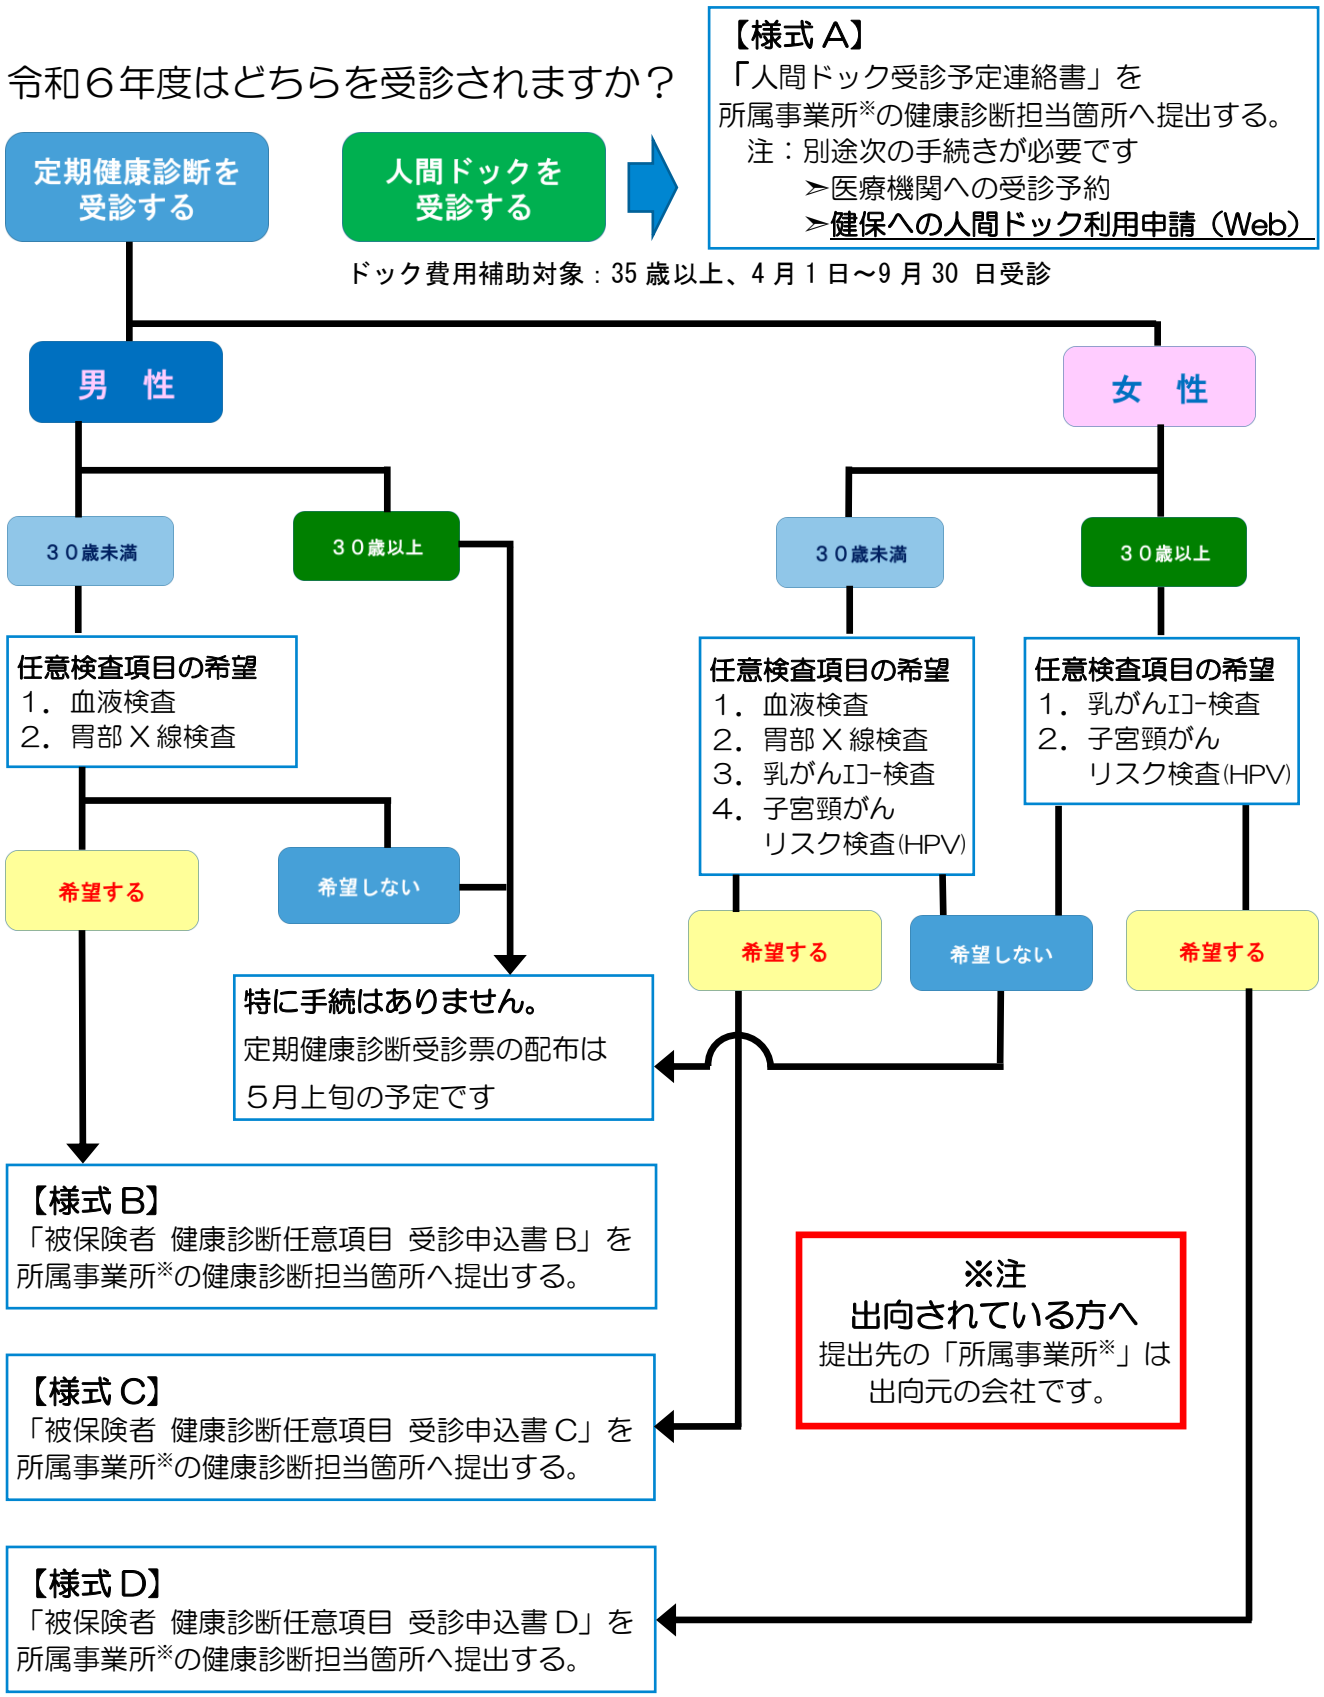 令和６年度はどちらを受診されますか？
定期健康診断を
受診する
人間ドックを
受診する
【様式 A】
「人間ドック受診予定連絡書」を
所属事業所※の健康診断担当箇所へ提出する。
注：別途次の手続きが必要です
➣医療機関への受診予約
➣健保への人間ドック利用申請（Web）
ドック費用補助対象：35 歳以上、4 月 1 日～9 月 30 日受診
男 性
女 性
３０歳未満
３０歳以上
３０歳未満
３０歳以上
任意検査項目の希望
１．血液検査
２．胃部 X 線検査
任意検査項目の希望
１．血液検査
２．胃部 X 線検査
３．乳がんｴｺｰ検査
４．子宮頸がん
リスク検査(HPV)
任意検査項目の希望
１．乳がんｴｺｰ検査
２．子宮頸がん
リスク検査(HPV)
希望する
希望しない
希望する
希望しない
希望する
特に手続はありません。
定期健康診断受診票の配布は
５月上旬の予定です
【様式 B】
「被保険者 健康診断任意項目 受診申込書 B」を
所属事業所※の健康診断担当箇所へ提出する。
※注
出向されている方へ
提出先の「所属事業所※」は
出向元の会社です。
【様式 C】
「被保険者 健康診断任意項目 受診申込書 C」を
所属事業所※の健康診断担当箇所へ提出する。
【様式 D】
「被保険者 健康診断任意項目 受診申込書 D」を
所属事業所※の健康診断担当箇所へ提出する。